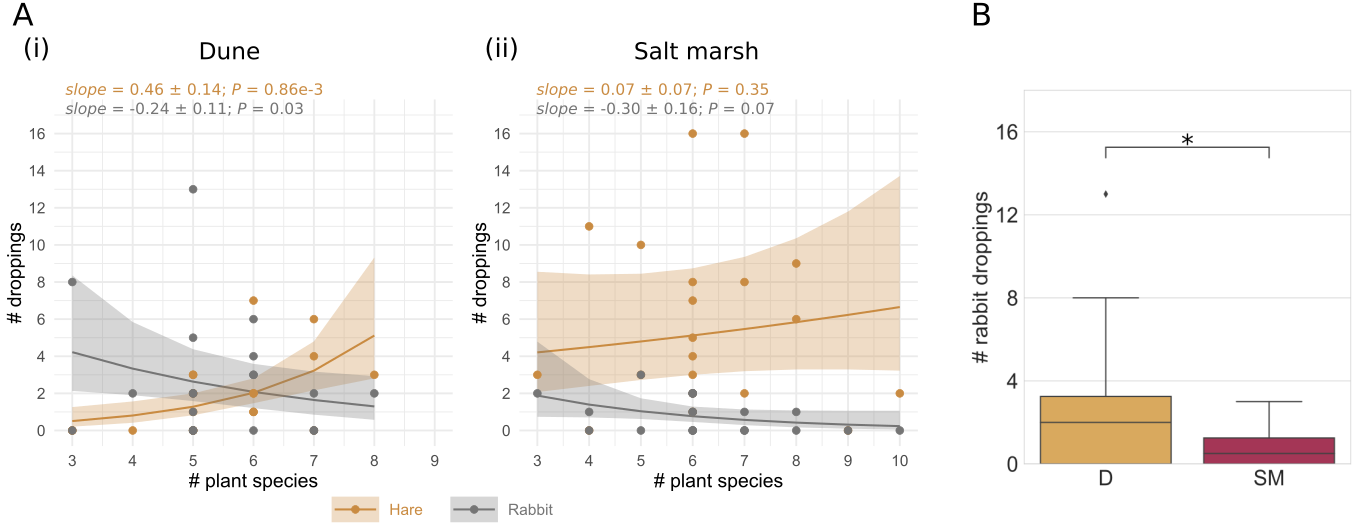 A
B
(i)
Dune
(ii)
Salt marsh
slope = 0.46 ± 0.14; P = 0.86e-3
slope = -0.24 ± 0.11; P = 0.03
slope = 0.07 ± 0.07; P = 0.35
slope = -0.30 ± 0.16; P = 0.07
# droppings
16
14
12
10
8
6
4
2
0
3 4 5 6 7 8 9
# plant species
# droppings
16
14
12
10
8
6
4
2
0
3 4 5 6 7 8 9 10
# plant species
Hare
Rabbit
# rabbit droppings
16
12
8
4
0
*
D SM